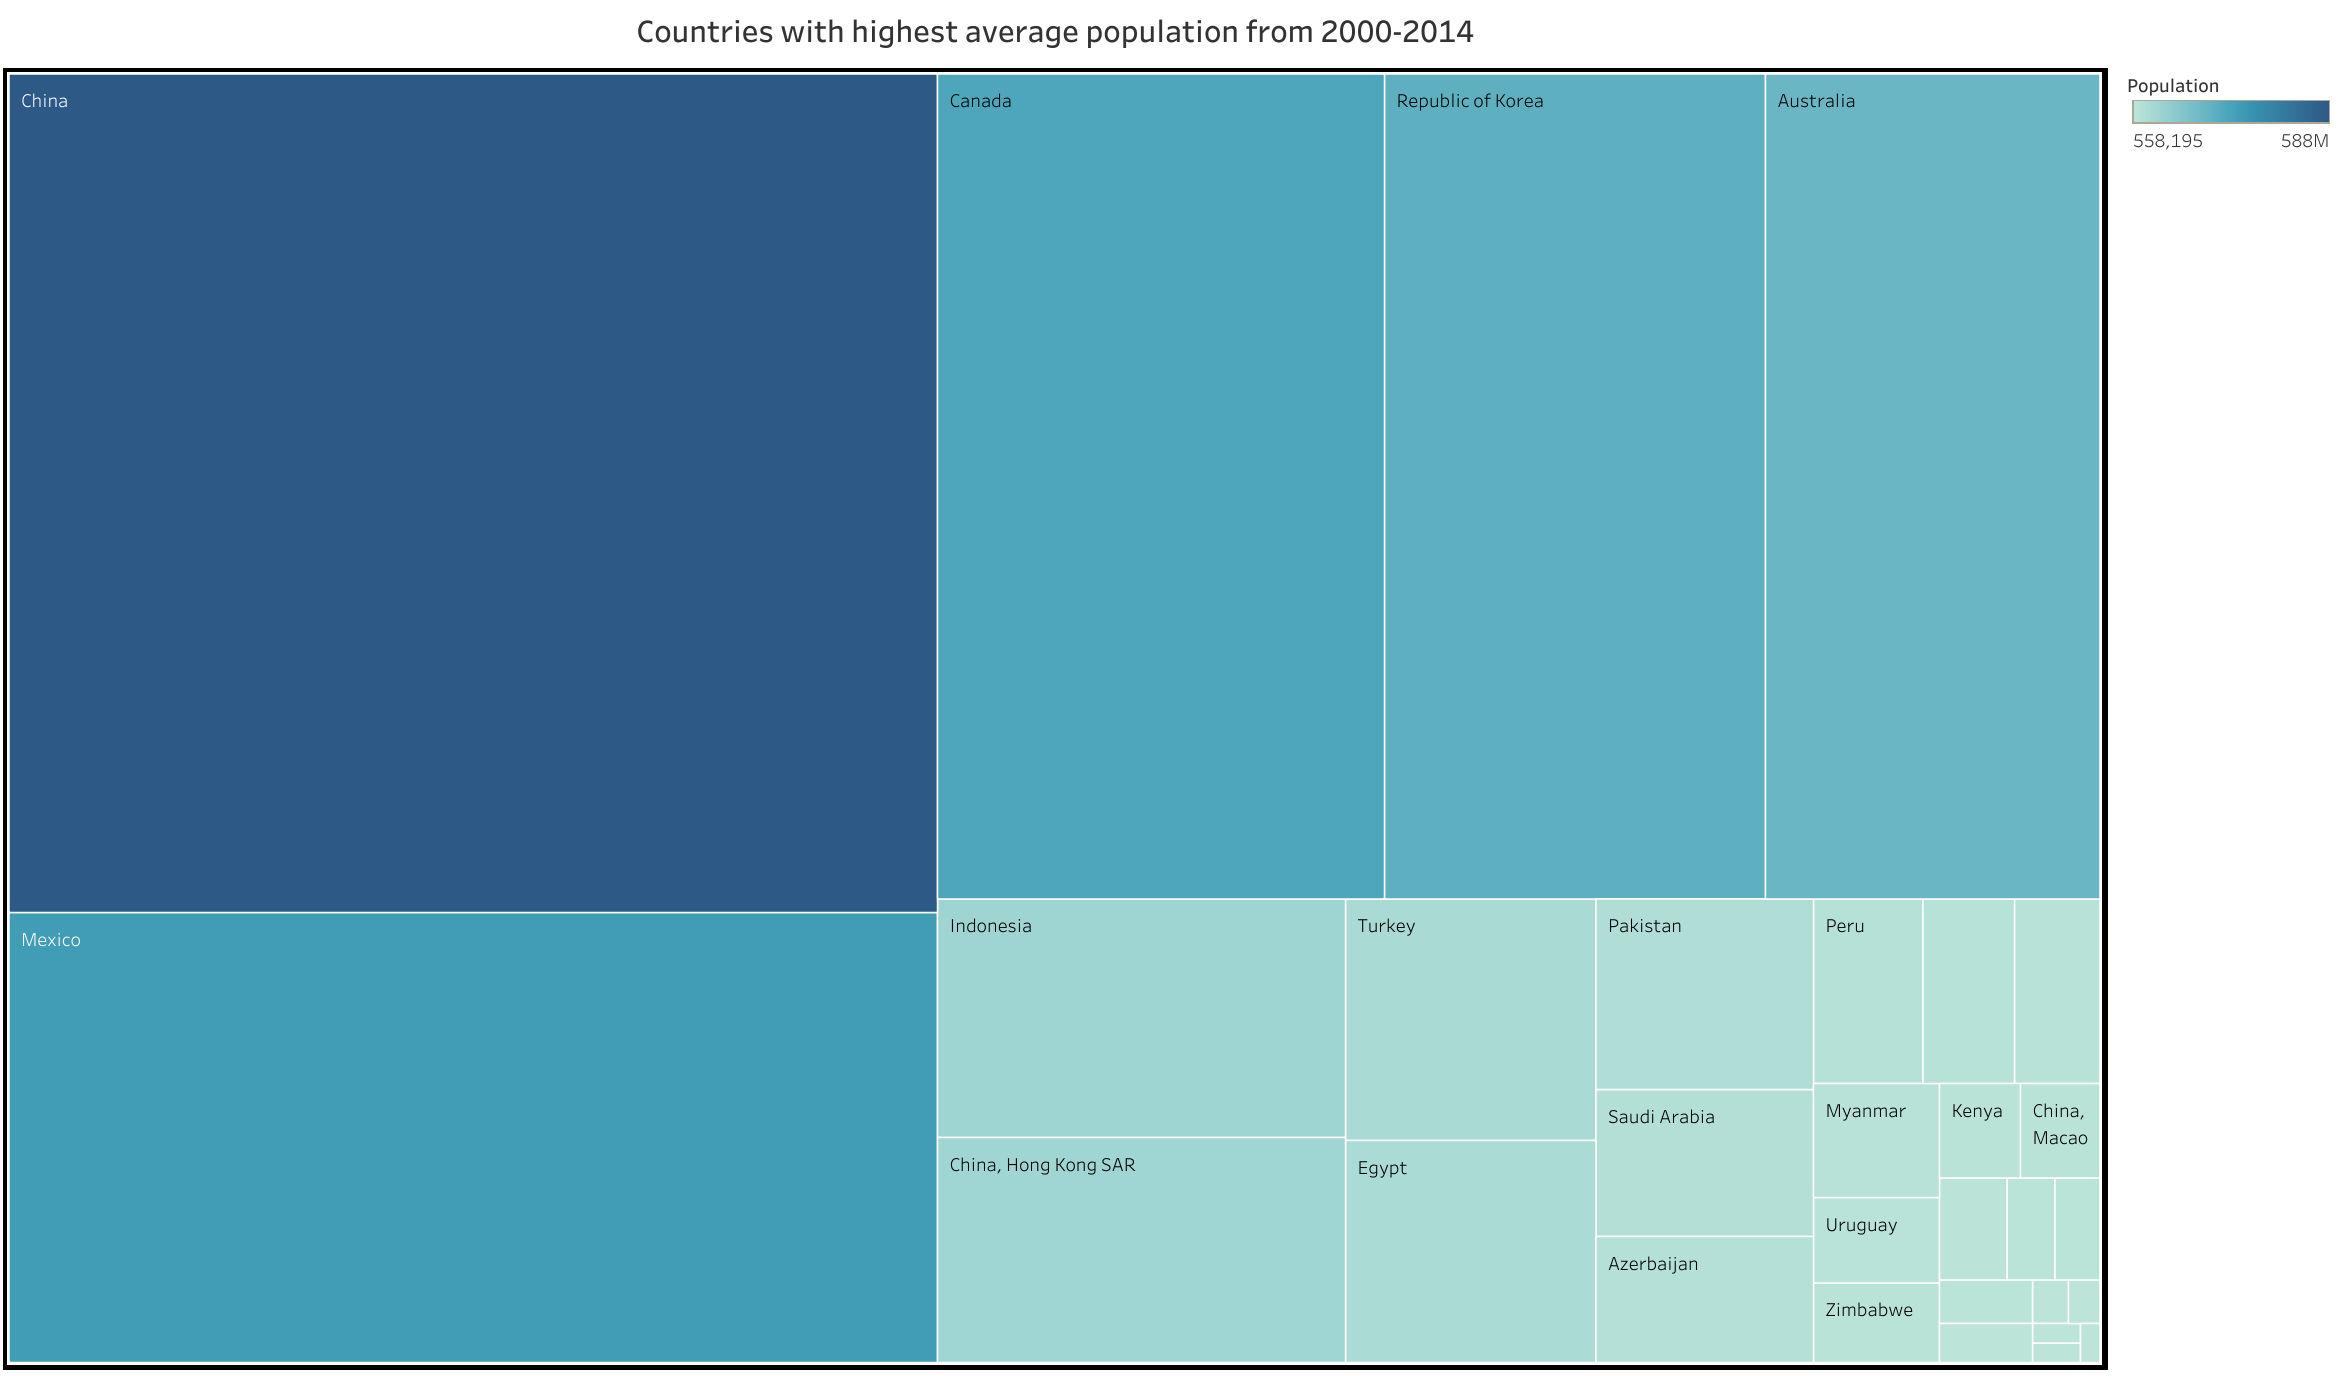 Countries with highest average population from 2000-2014
Population
558,195 588M
China
Canada
Republic of Korea
Australia
Mexico
Indonesia
Turkey
Pakistan
Peru
China, Hong Kong SAR
Egypt
Saudi Arabia
Azerbaijan
Myanmar
Kenya
China,
Macao
Uruguay
Zimbabwe